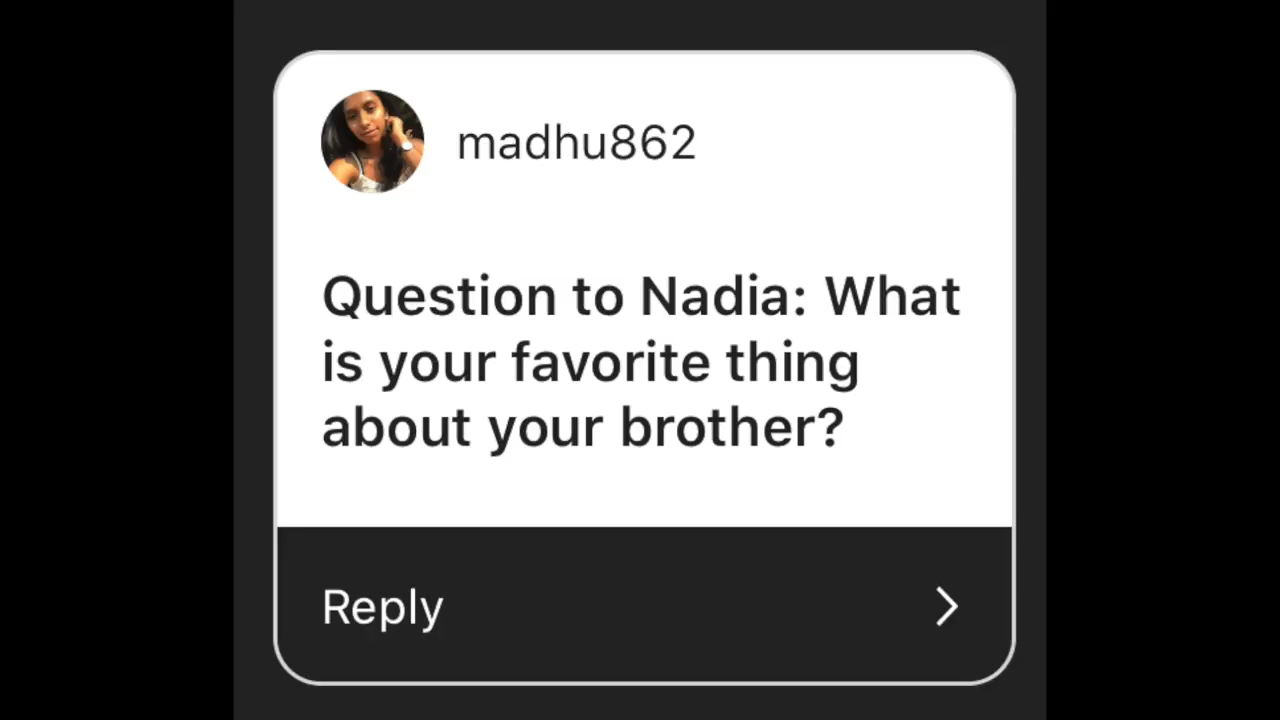 madhu862
Question to Nadia: What
is your favorite thing
about your brother?
Reply